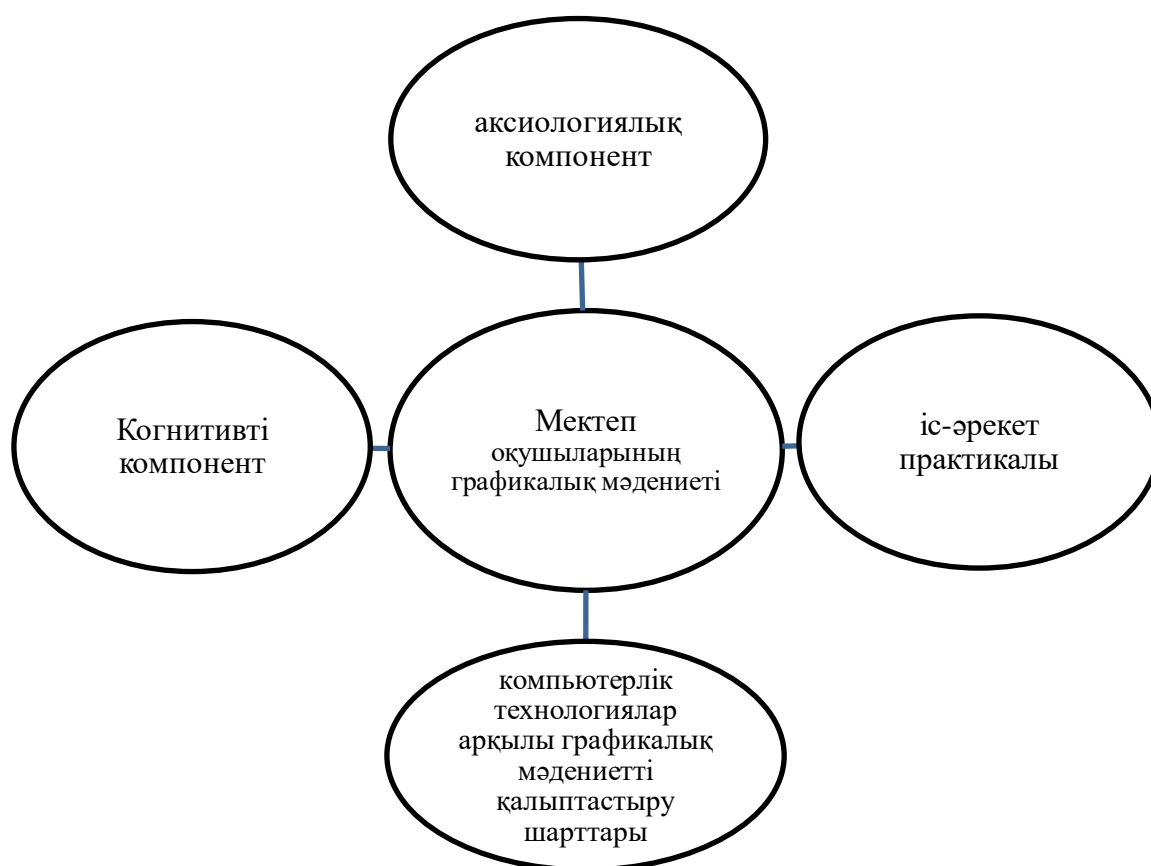 аксиологиялық
компонент
Когнитивті
компонент
Мектеп
оқушыларының
графикалық мәдениеті
іс-әрекет
практикалы
компьютерлік
технологиялар
арқылы графикалық
мәдениетті
қалыптастыру
шарттары